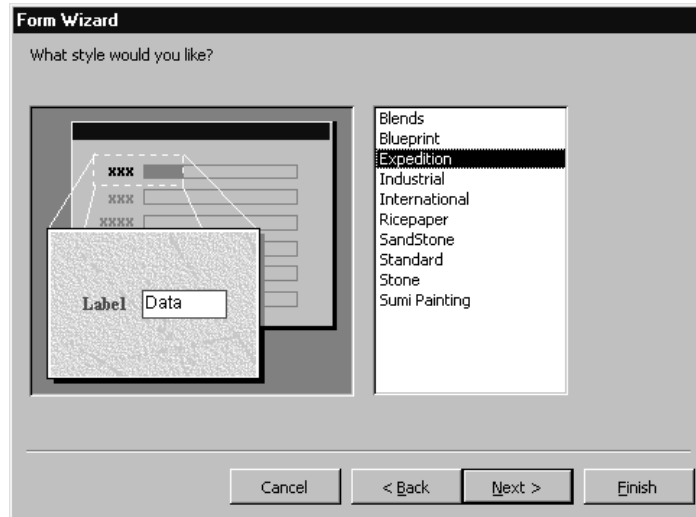 Form Wizard
What style would you like?
xxx
xxx
xxxx
Label Data
Blends
Blueprint
Expedition
Industrial
International
Ricepaper
SandStone
Standard
Stone
Sumi Painting
Cancel < Back Next > Finish